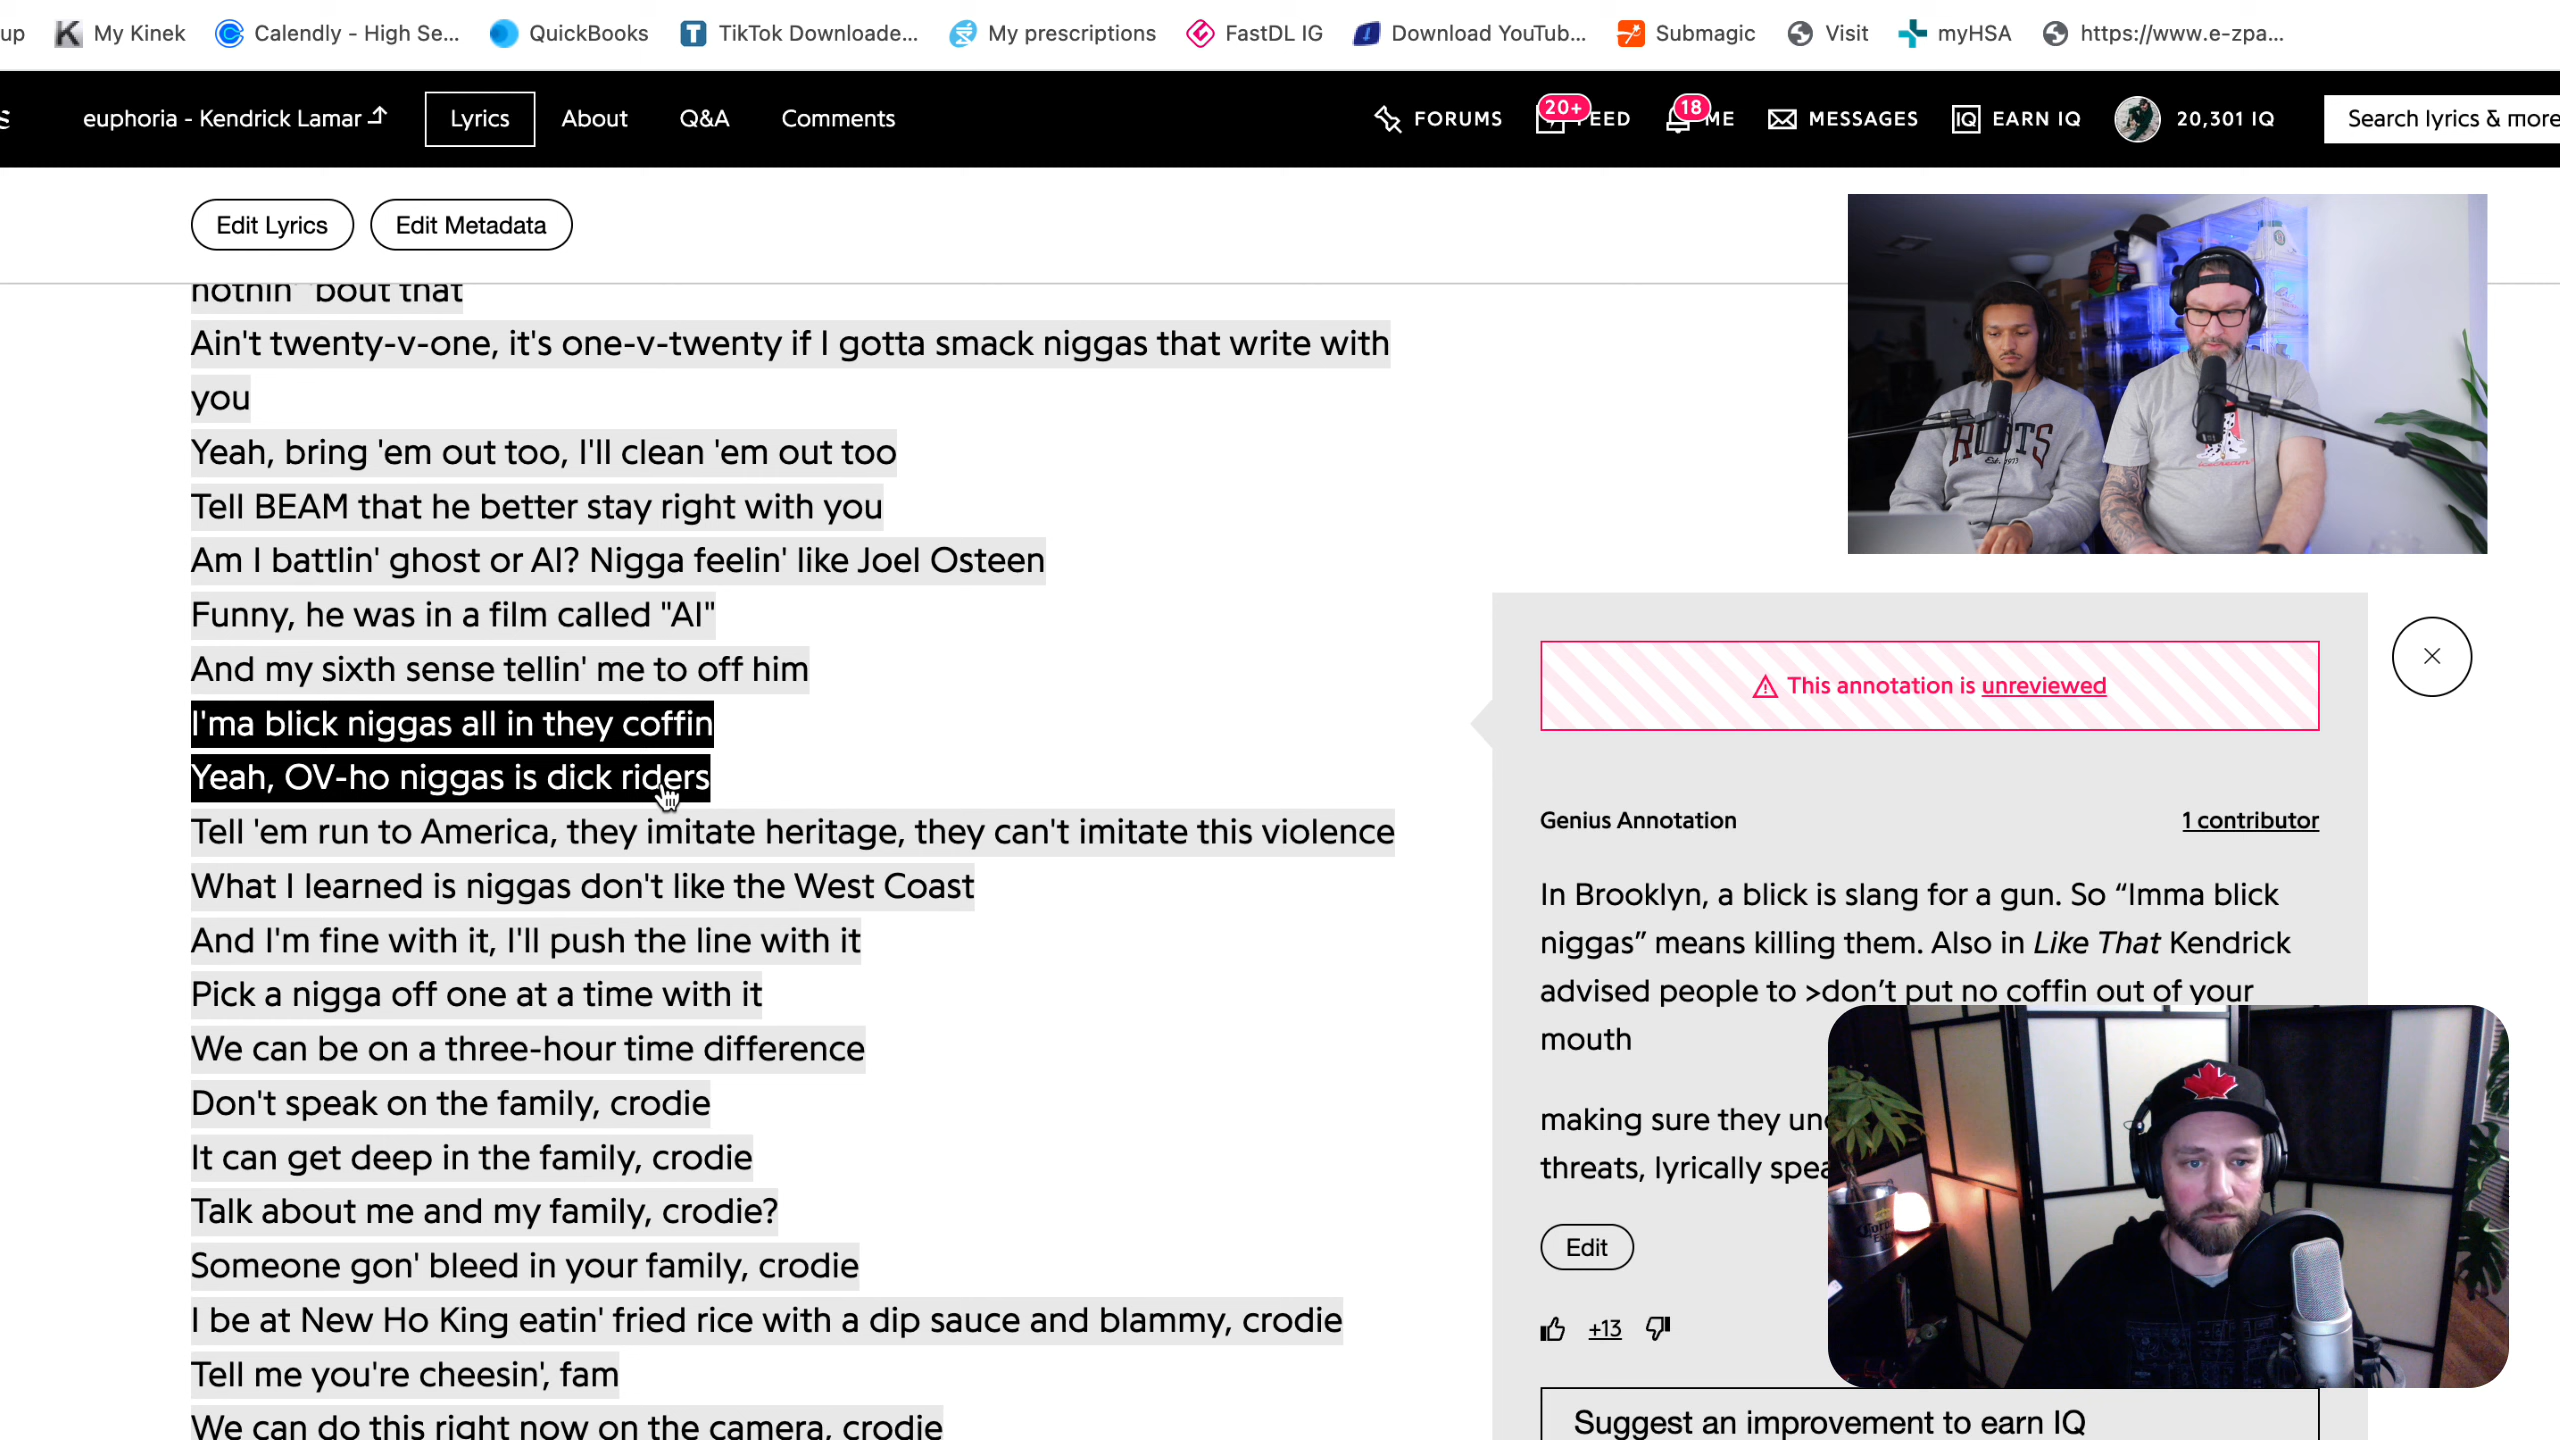 up My Kinek Calendly - High Se... QuickBooks TikTok Downloade... My prescriptions FastDL IG Download YouTub... Submagic Visit myHSA https://www.e-zpa...
euphoria - Kendrick Lamar Lyrics About Q&A Comments FORUMS 20+ FEED 18 ME MESSAGES IQ EARN IQ 20,301 IQ Search lyrics & more
Edit Lyrics Edit Metadata
nothin' 'bout that
Ain't twenty-v-one, it's one-v-twenty if I gotta smack niggas that write with
you
Yeah, bring 'em out too, I'll clean 'em out too
Tell BEAM that he better stay right with you
Am I battlin' ghost or AI? Nigga feelin' like Joel Osteen
Funny, he was in a film called "AI"
And my sixth sense tellin' me to off him
I'ma blick niggas all in they coffin
Yeah, OV-ho niggas is dick riders
Tell 'em run to America, they imitate heritage, they can't imitate this violence
What I learned is niggas don't like the West Coast
And I'm fine with it, I'll push the line with it
Pick a nigga off one at a time with it
We can be on a three-hour time difference
Don't speak on the family, crodie
It can get deep in the family, crodie
Talk about me and my family, crodie?
Someone gon' bleed in your family, crodie
I be at New Ho King eatin' fried rice with a dip sauce and blammy, crodie
Tell me you're cheesin', fam
We can do this right now on the camera, crodie
ROOTS
Est. 1973
icecream
This annotation is unreviewed
Genius Annotation 1 contributor
In Brooklyn, a blick is slang for a gun. So “Imma blick
niggas” means killing them. Also in Like That Kendrick
advised people to >don’t put no coffin out of your
mouth
making sure they
threats, lyrically
Edit
+13
Suggest an improvement to earn IQ